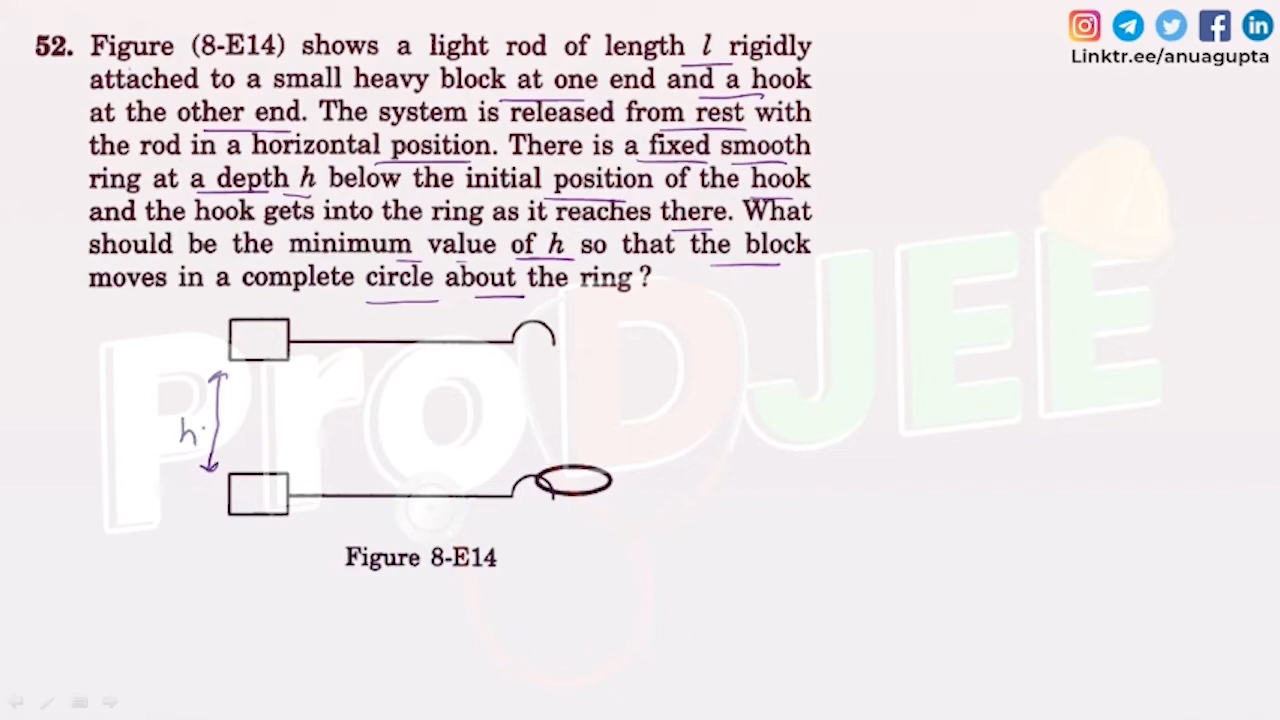 52. Figure (8-E14) shows a light rod of length l rigidly
attached to a small heavy block at one end and a hook
at the other end. The system is released from rest with
the rod in a horizontal position. There is a fixed smooth
ring at a depth h below the initial position of the hook
and the hook gets into the ring as it reaches there. What
should be the minimum value of h so that the block
moves in a complete circle about the ring?
Linktr.ee/anuagupta
h.
ProDJEE
Figure 8-E14